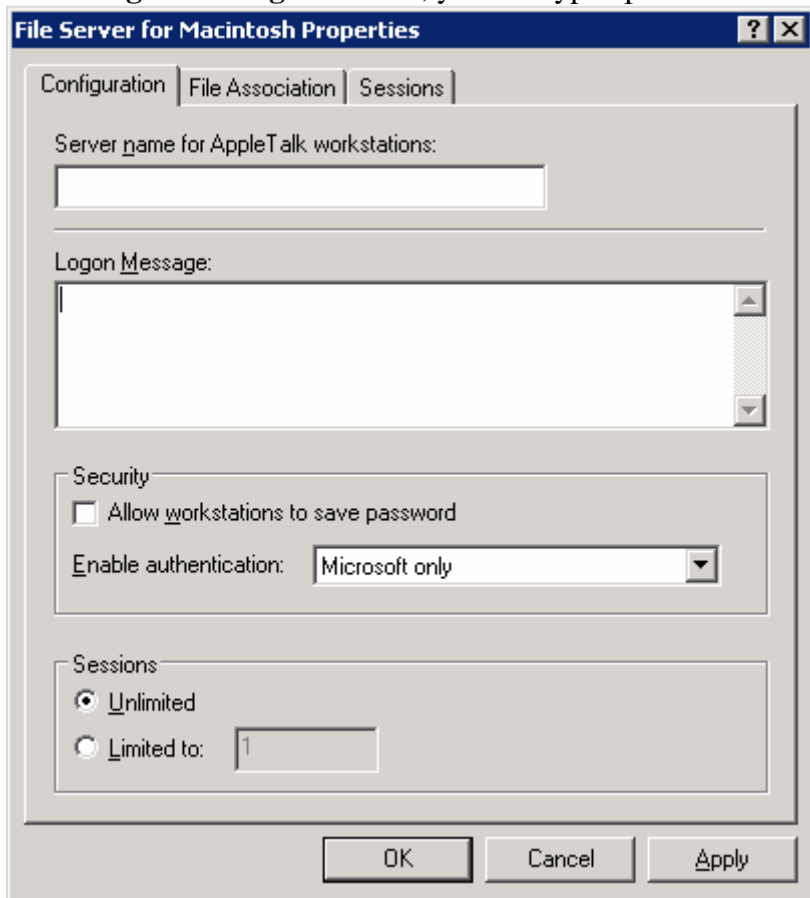 File Server for Macintosh Properties
Configuration File Association Sessions
Server name for AppleTalk workstations:
Logon Message:
Security
Allow workstations to save password
Enable authentication: Microsoft only
Sessions
Unlimited
Limited to: 1
OK Cancel Apply